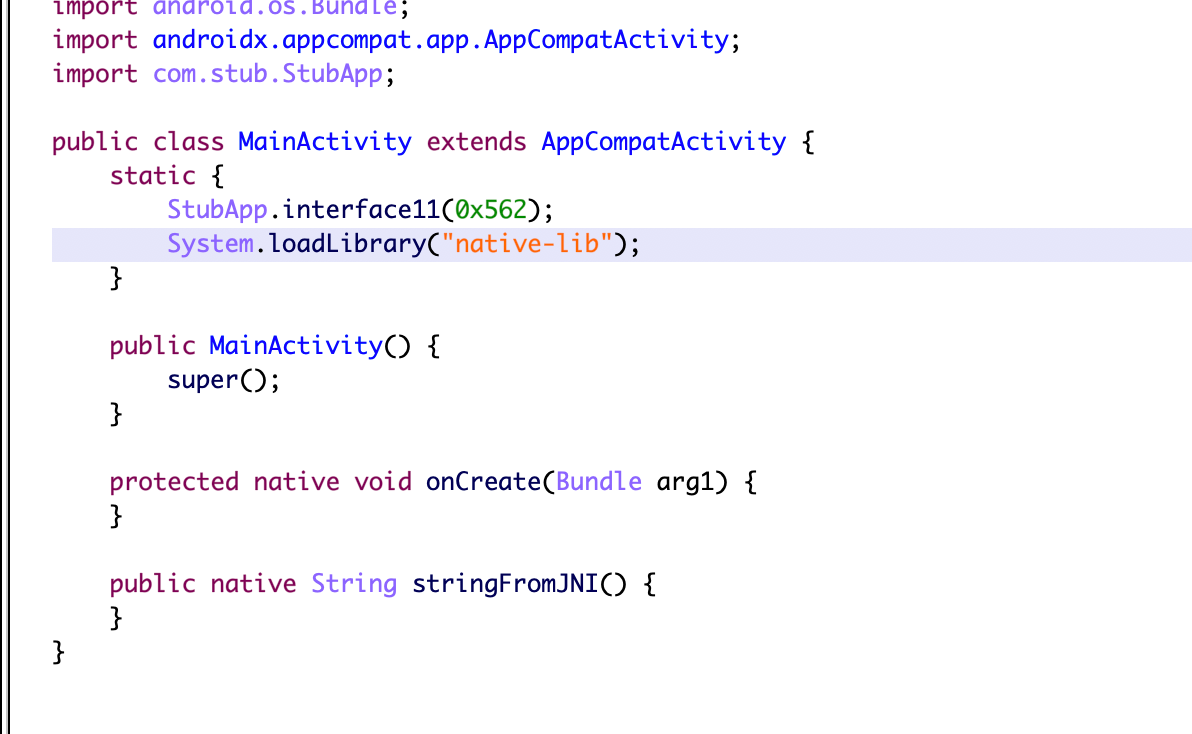 import android.os.Bundle;
import androidx.appcompat.app.AppCompatActivity;
import com.stub.StubApp;

public class MainActivity extends AppCompatActivity {
    static {
        StubApp.interface11(0x562);
        System.loadLibrary("native-lib");
    }

    public MainActivity() {
        super();
    }

    protected native void onCreate(Bundle arg1) {
    }

    public native String stringFromJNI() {
    }
}